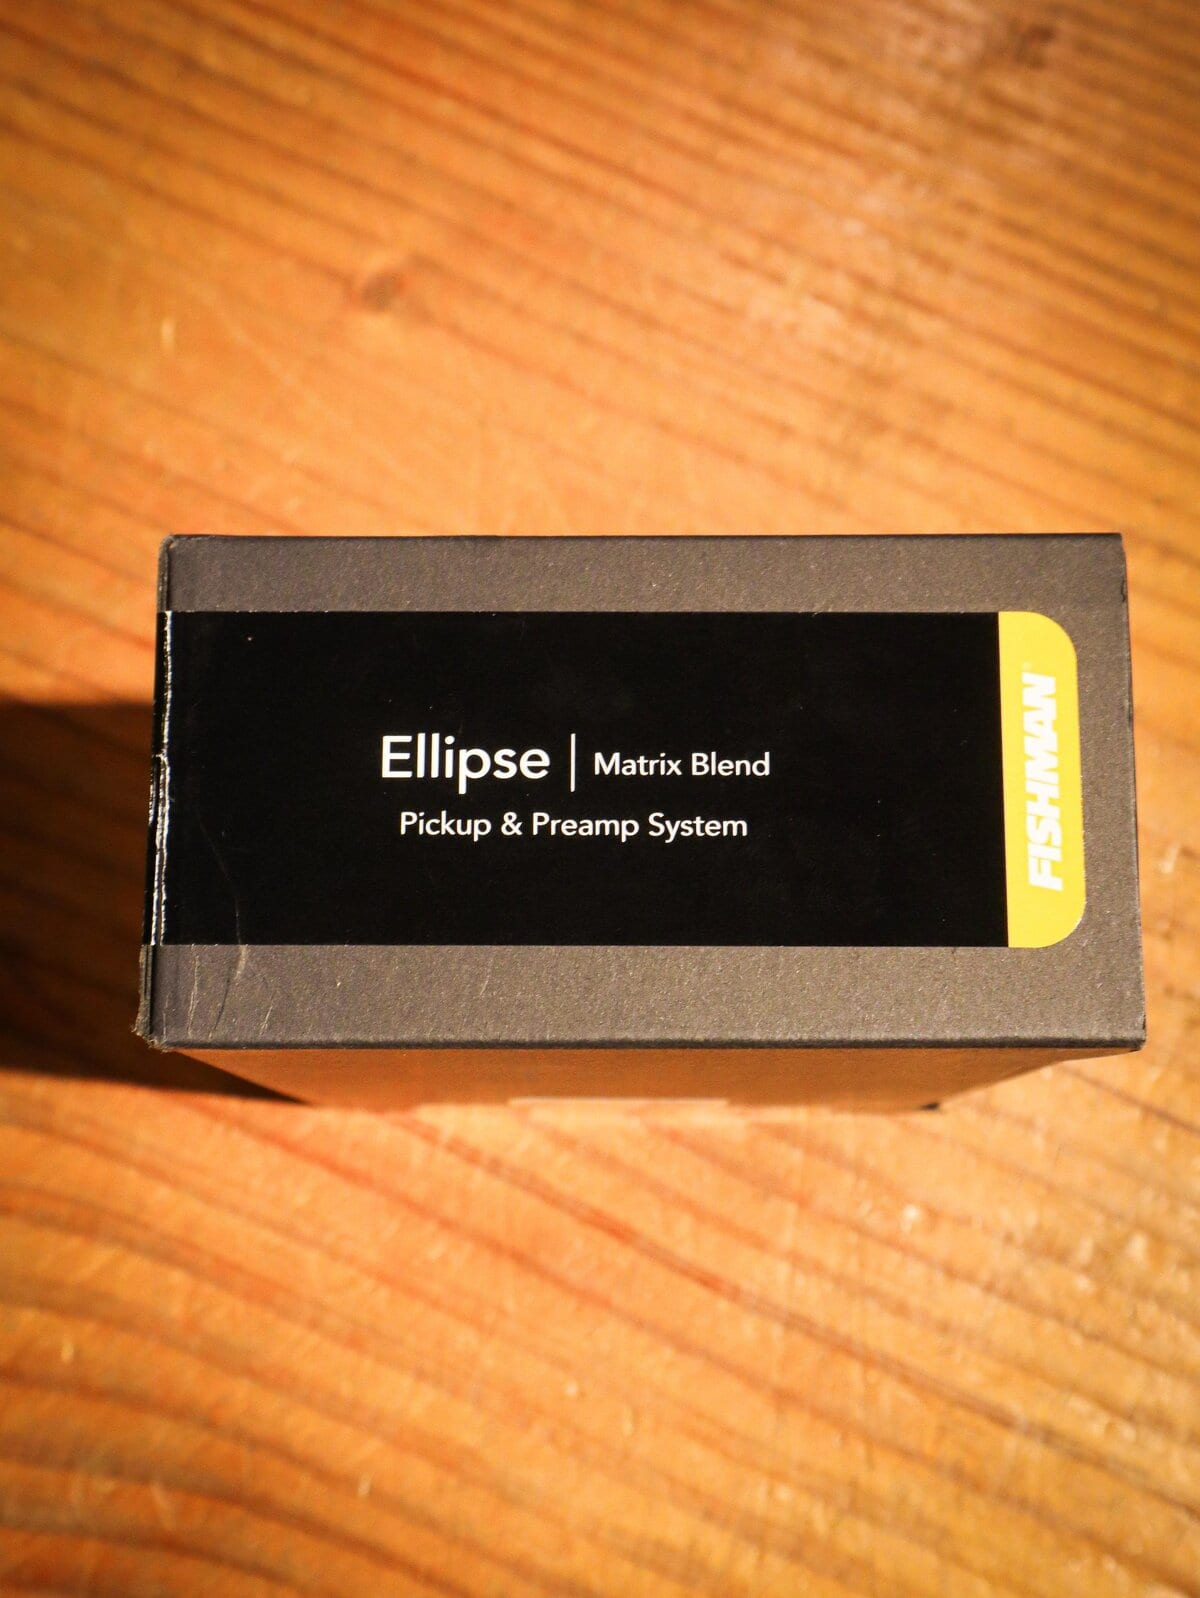 Ellipse | Matrix Blend
Pickup & Preamp System
FISHMAN